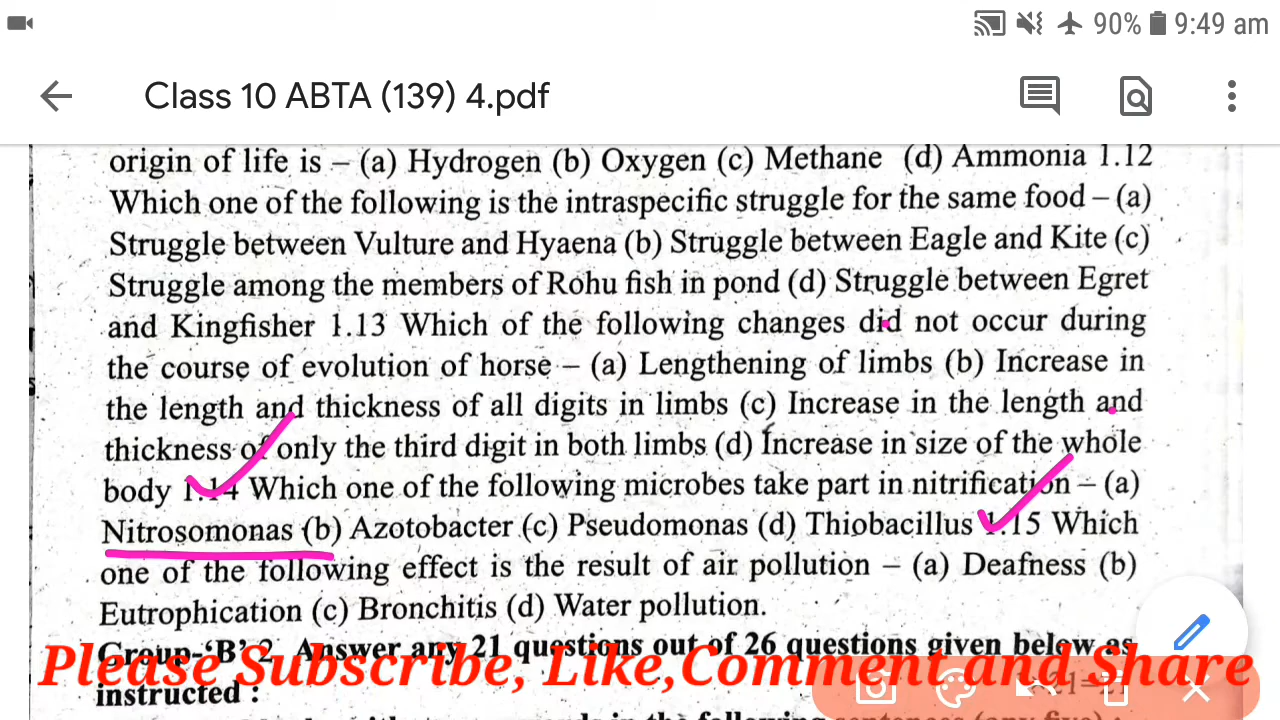 90% 9:49 am
Class 10 ABTA (139) 4.pdf
origin of life is – (a) Hydrogen (b) Oxygen (c) Methane (d) Ammonia 1.12
Which one of the following is the intraspecific struggle for the same food – (a)
Struggle between Vulture and Hyaena (b) Struggle between Eagle and Kite (c)
Struggle among the members of Rohu fish in pond (d) Struggle between Egret
and Kingfisher 1.13 Which of the following changes did not occur during
the course of evolution of horse – (a) Lengthening of limbs (b) Increase in
the length and thickness of all digits in limbs (c) Increase in the length and
thickness of only the third digit in both limbs (d) Increase in size of the whole
body 1.14 Which one of the following microbes take part in nitrification – (a)
Nitrosomonas (b) Azotobacter (c) Pseudomonas (d) Thiobacillus 1.15 Which
one of the following effect is the result of air pollution – (a) Deafness (b)
Eutrophication (c) Bronchitis (d) Water pollution.
Group-'B' 2. Answer any 21 questions out of 26 questions given below as
Please Subscribe, Like,Comment and Share
instructed :